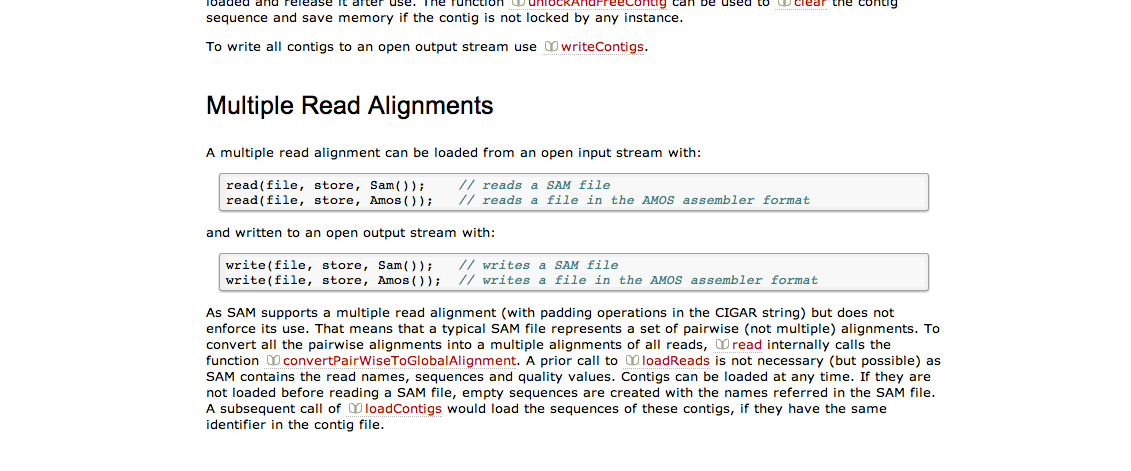 loaded and release it after use. The function unlockAndFreeContig can be used to clear the contig
sequence and save memory if the contig is not locked by any instance.
To write all contigs to an open output stream use writeContigs.
Multiple Read Alignments
A multiple read alignment can be loaded from an open input stream with:
read(file, store, Sam());    // reads a SAM file
read(file, store, Amos());   // reads a file in the AMOS assembler format
and written to an open output stream with:
write(file, store, Sam());   // writes a SAM file
write(file, store, Amos());  // writes a file in the AMOS assembler format
As SAM supports a multiple read alignment (with padding operations in the CIGAR string) but does not
enforce its use. That means that a typical SAM file represents a set of pairwise (not multiple) alignments. To
convert all the pairwise alignments into a multiple alignments of all reads, read internally calls the
function convertPairWiseToGlobalAlignment. A prior call to loadReads is not necessary (but possible) as
SAM contains the read names, sequences and quality values. Contigs can be loaded at any time. If they are
not loaded before reading a SAM file, empty sequences are created with the names referred in the SAM file.
A subsequent call of loadContigs would load the sequences of these contigs, if they have the same
identifier in the contig file.